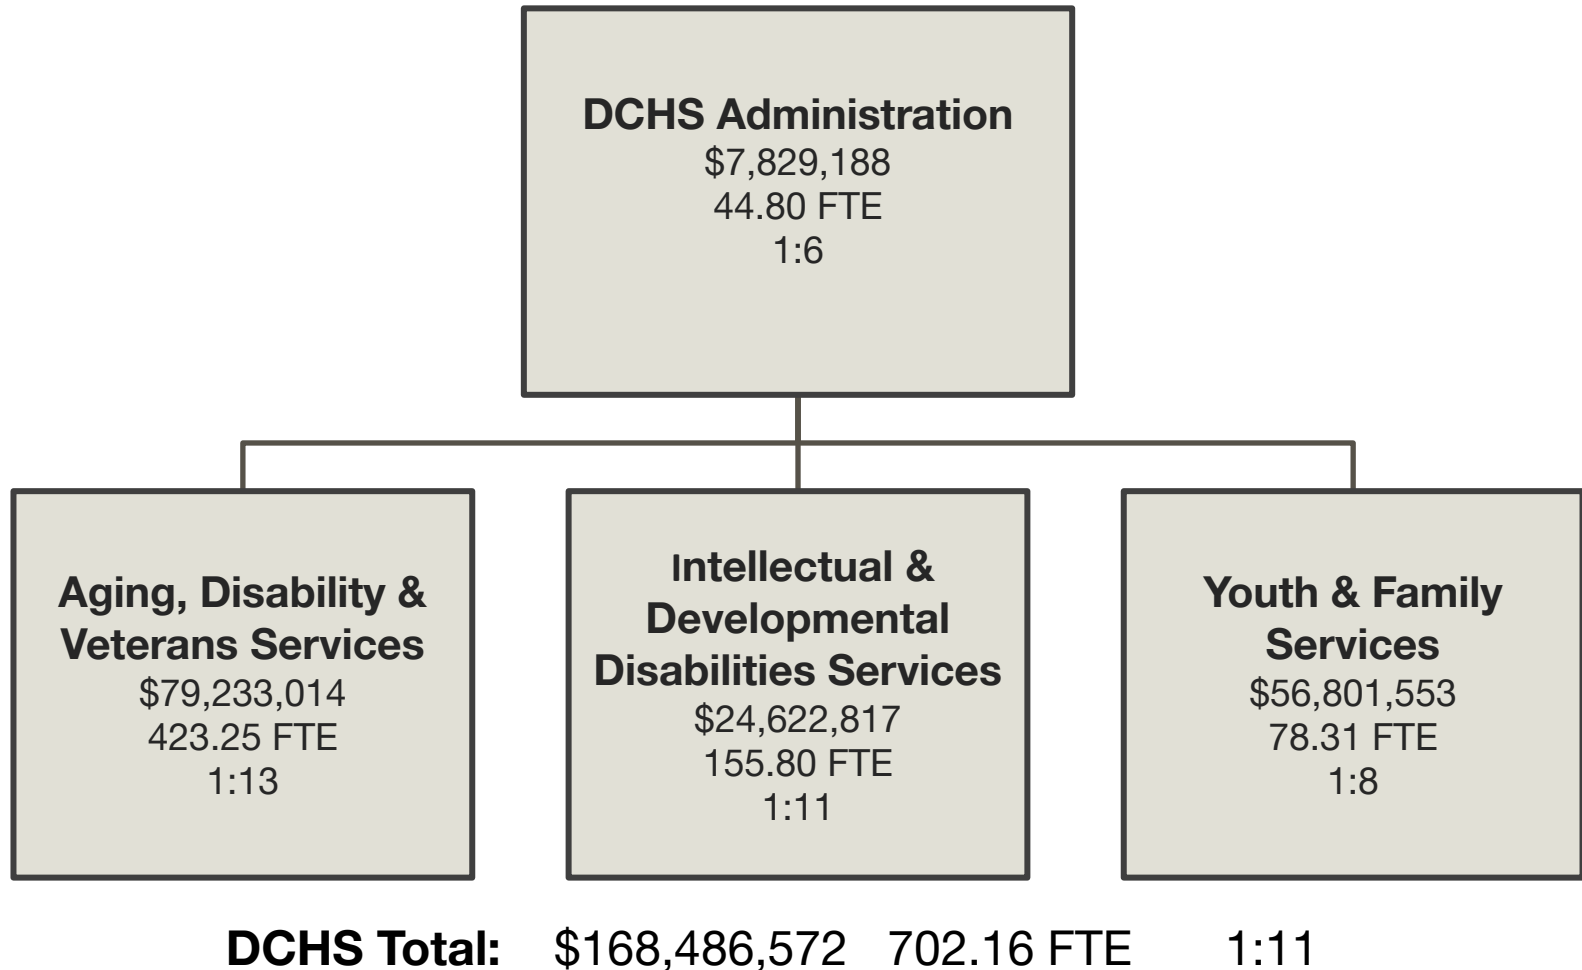 DCHS Administration
$7,829,188
44.80 FTE
1:6
Aging, Disability &
Veterans Services
$79,233,014
423.25 FTE
1:13
Intellectual &
Developmental
Disabilities Services
$24,622,817
155.80 FTE
1:11
Youth & Family
Services
$56,801,553
78.31 FTE
1:8
DCHS Total: $168,486,572 702.16 FTE 1:11